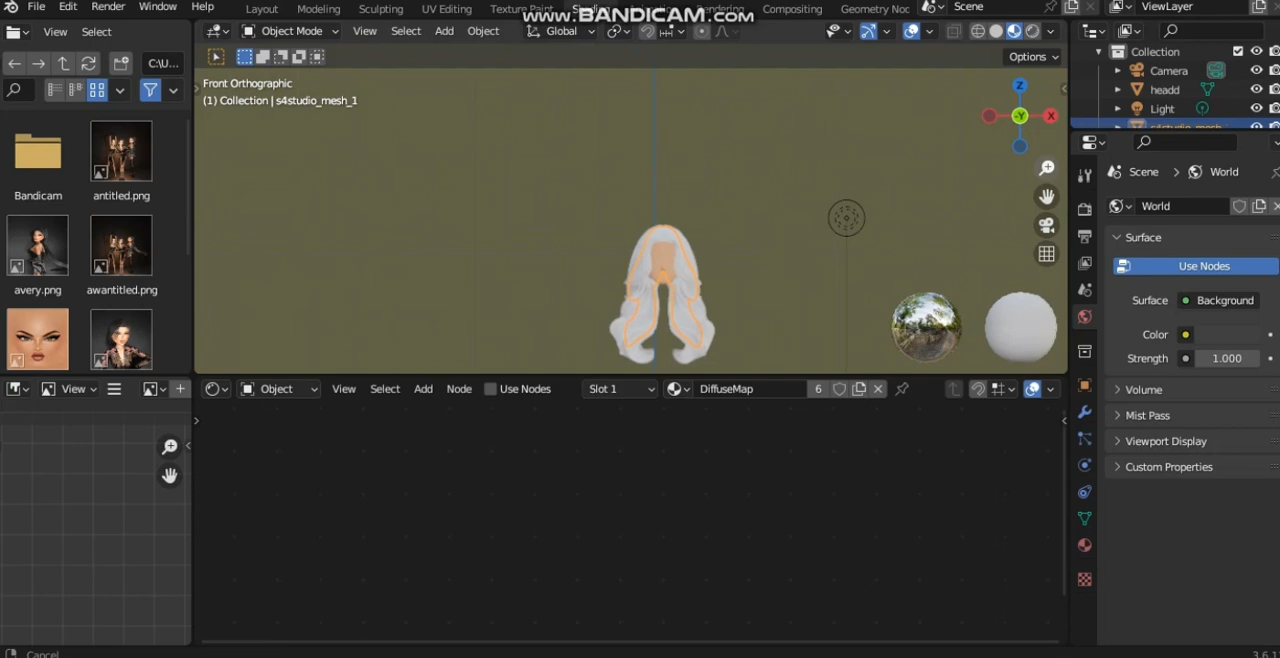 File Edit Render Window Help Layout Modeling Sculpting UV Editing Texture Paint Compositing Geometry Noc Scene ViewLayer
www.BANDICAM.com
View Select
Object Mode View Select Add Object Global
Options
C:\U...
Front Orthographic
(1) Collection | s4studio_mesh_1
Z
-Y
X
Collection
Camera
headd
Light
s4studio_mesh
Bandicam
antitled.png
avery.png
awantitled.png
Scene > World
World
Surface
Use Nodes
Surface Background
Color
Strength 1.000
Volume
Mist Pass
Viewport Display
Custom Properties
View
Object View Select Add Node Use Nodes Slot 1 DiffuseMap 6
Cancel
3.6.1